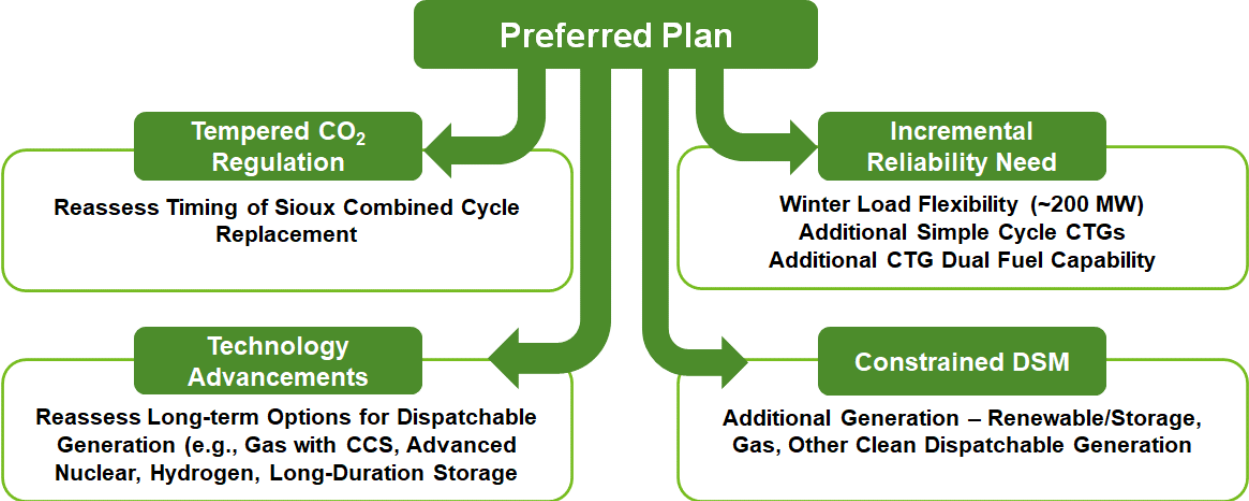 Preferred Plan
Tempered CO₂
Regulation
Reassess Timing of Sioux Combined Cycle
Replacement
Incremental
Reliability Need
Winter Load Flexibility (~200 MW)
Additional Simple Cycle CTGs
Additional CTG Dual Fuel Capability
Technology
Advancements
Reassess Long-term Options for Dispatchable
Generation (e.g., Gas with CCS, Advanced
Nuclear, Hydrogen, Long-Duration Storage
Constrained DSM
Additional Generation – Renewable/Storage,
Gas, Other Clean Dispatchable Generation